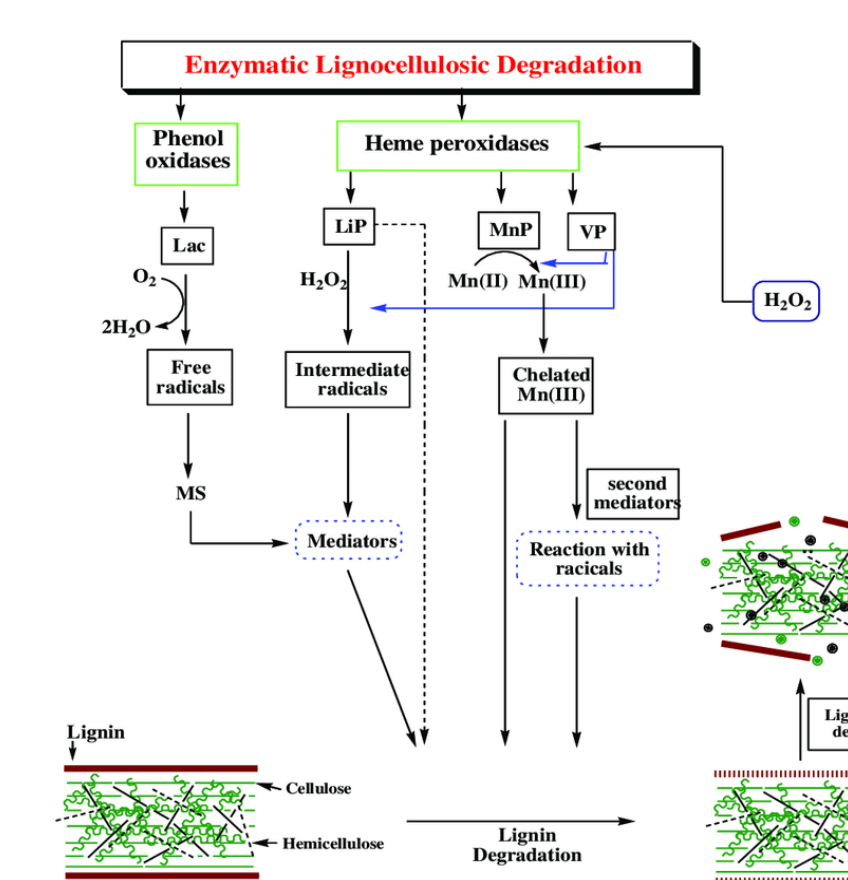 Enzymatic Lignocellulosic Degradation
Phenol
oxidases
Heme peroxidases
LiP
MnP
VP
Lac
O2
2H2O
H2O2
Mn(II) Mn(III)
H2O2
Free
radicals
Intermediate
radicals
Chelated
Mn(III)
MS
second
mediators
Mediators
Reaction with
racicals
Lignin
Cellulose
Hemicellulose
Lignin
Degradation